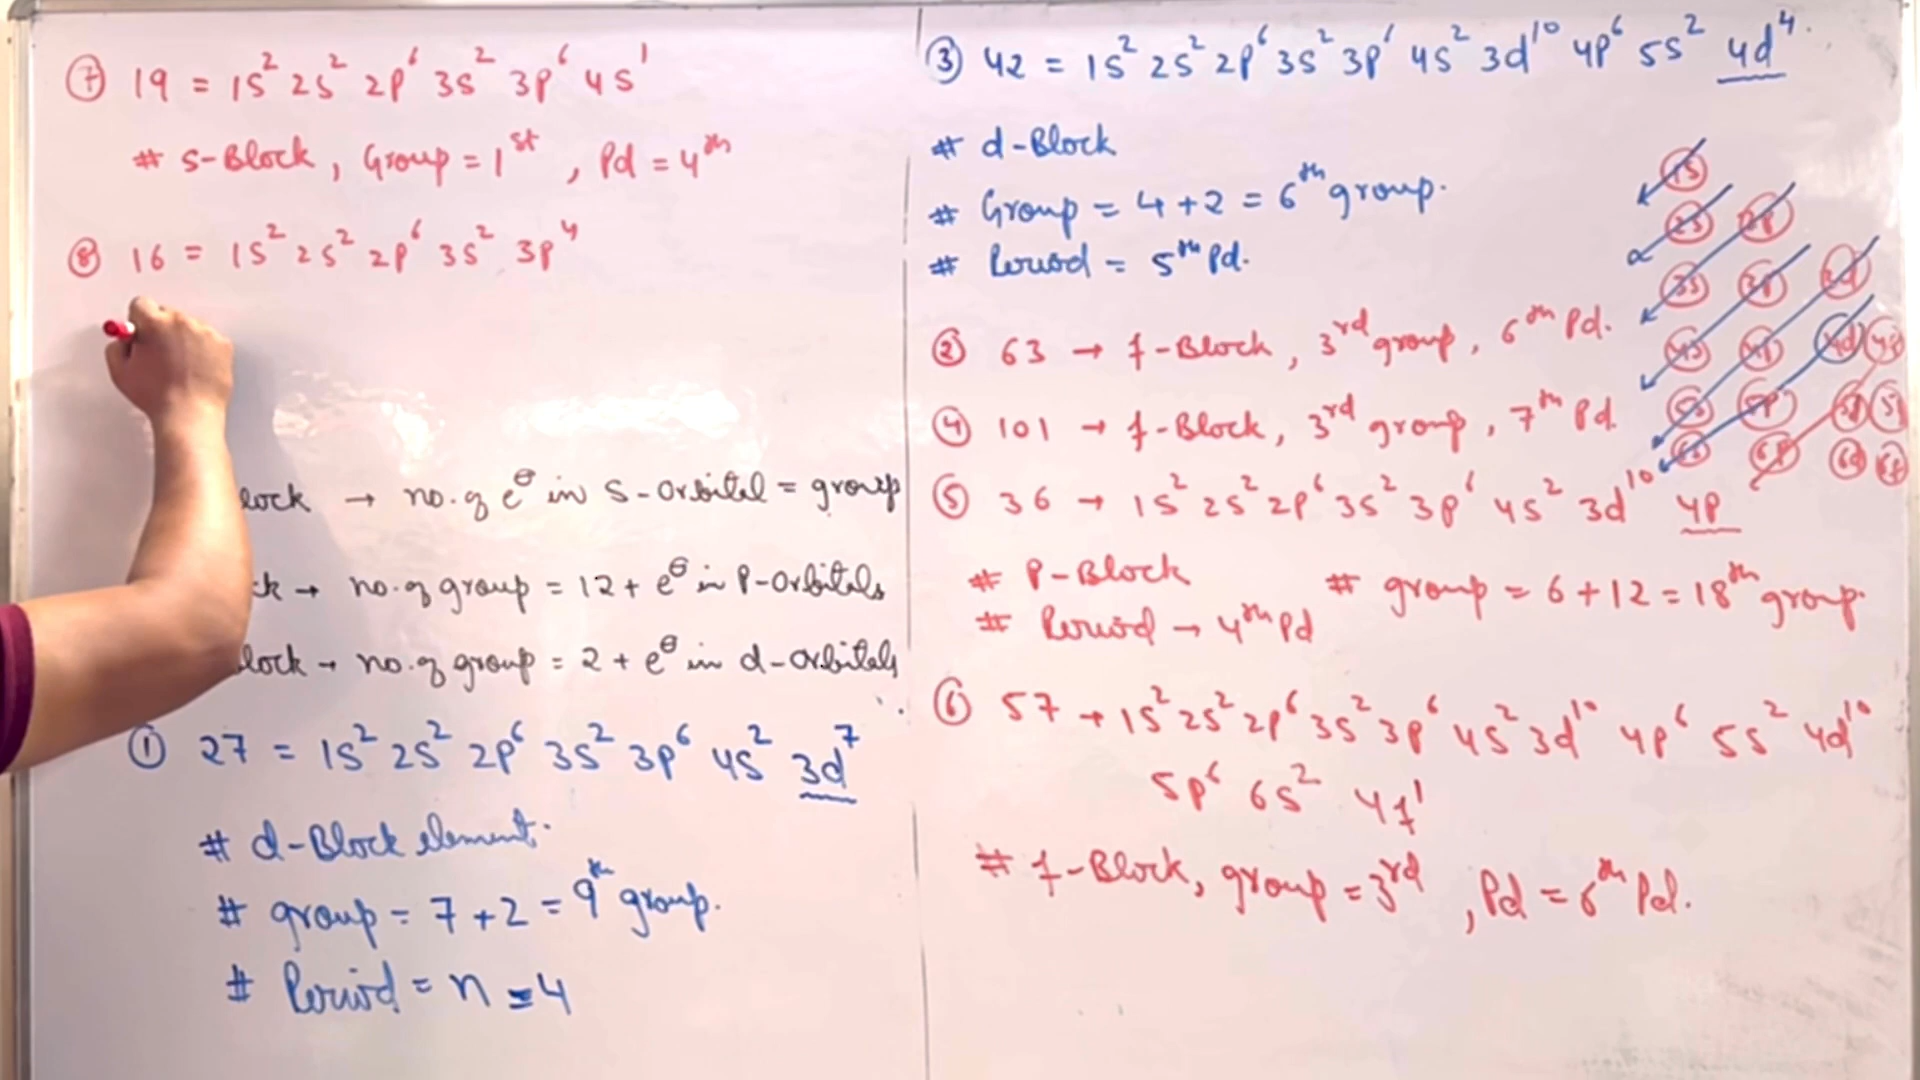 ⑦ 19 = 1s² 2s² 2p⁶ 3s² 3p⁶ 4s¹
# s-Block, Group = 1st, Pd = 4th
⑧ 16 = 1s² 2s² 2p⁶ 3s² 3p⁴
lock → no. of e⊖ in s-orbital = group
ck → no. of group = 12 + e⊖ in P-Orbitals
lock → no. of group = 2 + e⊖ in d-orbitals
① 27 = 1s² 2s² 2p⁶ 3s² 3p⁶ 4s² 3d⁷
# d-Block element.
# group = 7 + 2 = 9th group.
# Period = n = 4
③ 42 = 1s² 2s² 2p⁶ 3s² 3p⁶ 4s² 3d¹⁰ 4p⁶ 5s² 4d⁴.
# d-Block
# Group = 4 + 2 = 6th group.
# Period = 5th Pd.
② 63 → f-Block, 3rd group, 6th Pd.
④ 101 → f-Block, 3rd group, 7th Pd.
⑤ 36 → 1s² 2s² 2p⁶ 3s² 3p⁶ 4s² 3d¹⁰ 4p
# P-Block # group = 6 + 12 = 18th group.
# Period → 4th Pd
⑥ 57 → 1s² 2s² 2p⁶ 3s² 3p⁶ 4s² 3d¹⁰ 4p⁶ 5s² 4d¹⁰
5p⁶ 6s² 4f¹
# f-Block, group = 3rd, Pd = 6th Pd.
1s
2s 2p
3s 3p 3d
4s 4p 4d 4f